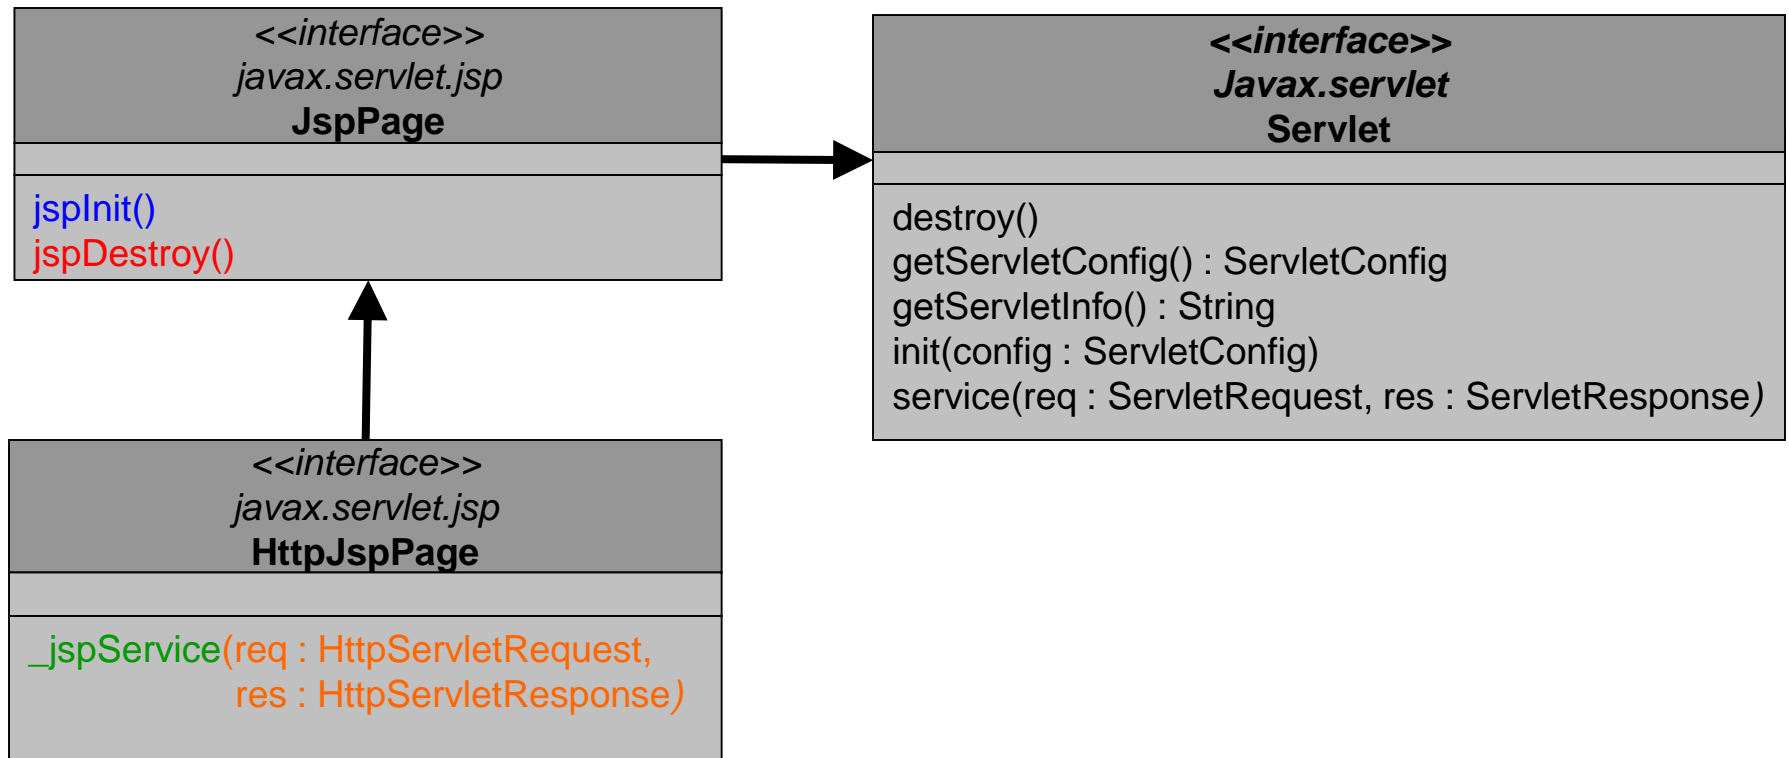 <<interface>>
javax.servlet.jsp
JspPage
jspInit()
jspDestroy()
<<interface>>
Javax.servlet
Servlet
destroy()
getServletConfig() : ServletConfig
getServletInfo() : String
init(config : ServletConfig)
service(req : ServletRequest, res : ServletResponse)
<<interface>>
javax.servlet.jsp
HttpJspPage
_jspService(req : HttpServletRequest,
res : HttpServletResponse)